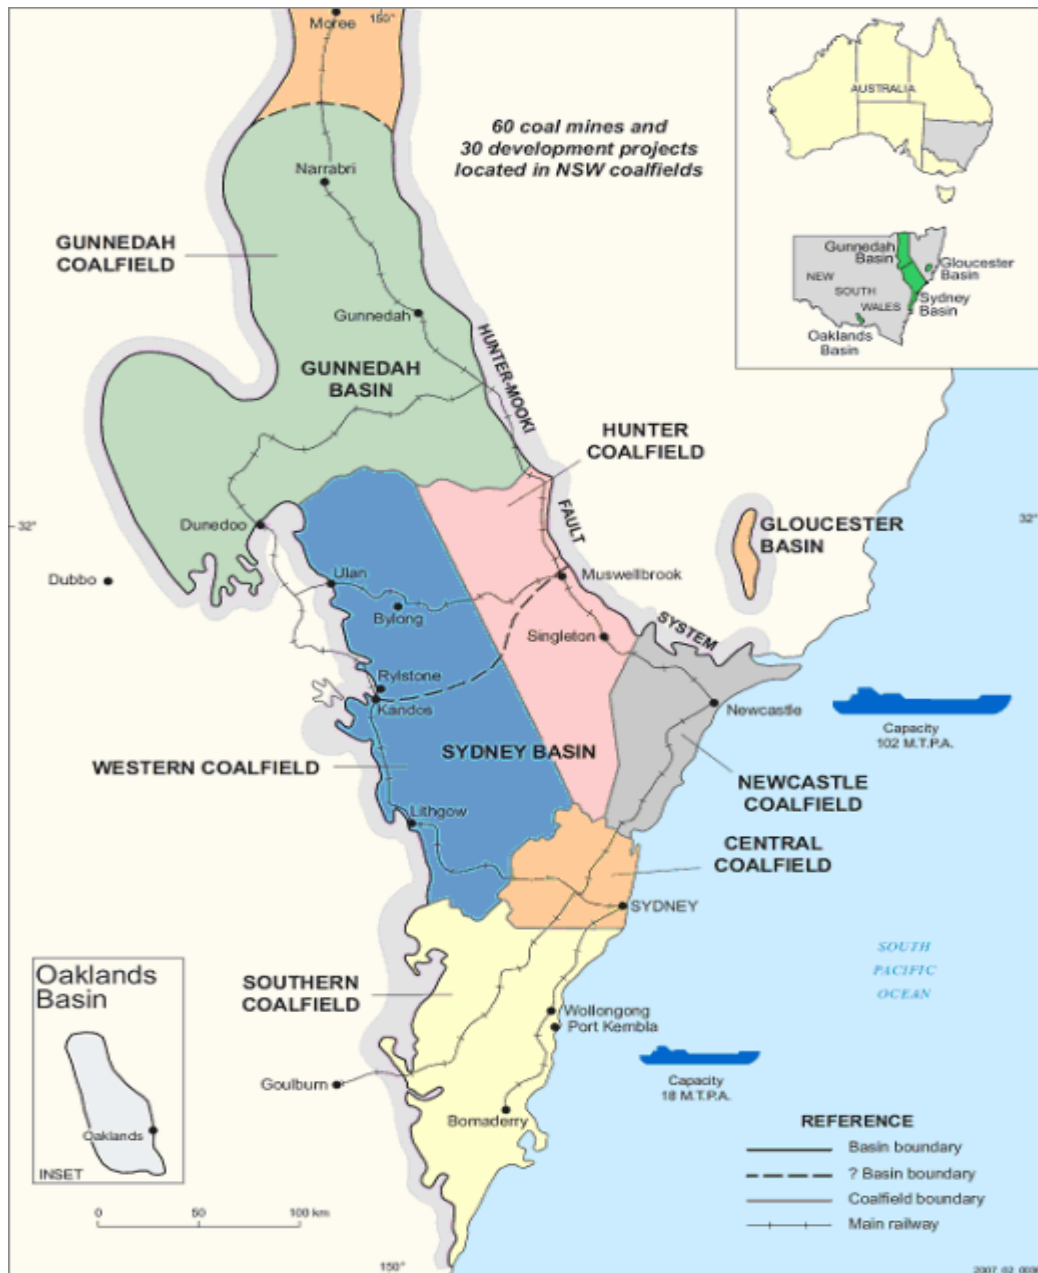 Moree
150°
60 coal mines and
30 development projects
located in NSW coalfields
AUSTRALIA
Narrabri
GUNNEDAH
COALFIELD
Gunnedah
Basin
Gloucester
Basin
NEW
SOUTH
WALES
Sydney
Basin
Oaklands
Basin
Gunnedah
HUNTER-MOOKI
GUNNEDAH
BASIN
HUNTER
COALFIELD
FAULT
32°
32°
Dunedoo
GLOUCESTER
BASIN
Dubbo
Ulan
Muswellbrook
Bylong
SYSTEM
Singleton
Rylstone
Kandos
Newcastle
Capacity
102 M.T.P.A.
SYDNEY BASIN
WESTERN COALFIELD
NEWCASTLE
COALFIELD
Lithgow
CENTRAL
COALFIELD
SYDNEY
SOUTH
PACIFIC
OCEAN
Oaklands
Basin
SOUTHERN
COALFIELD
Wollongong
Port Kembla
Goulburn
Capacity
18 M.T.P.A.
Bomaderry
Oaklands
INSET
REFERENCE
Basin boundary
? Basin boundary
Coalfield boundary
Main railway
0 50 100 km
150°